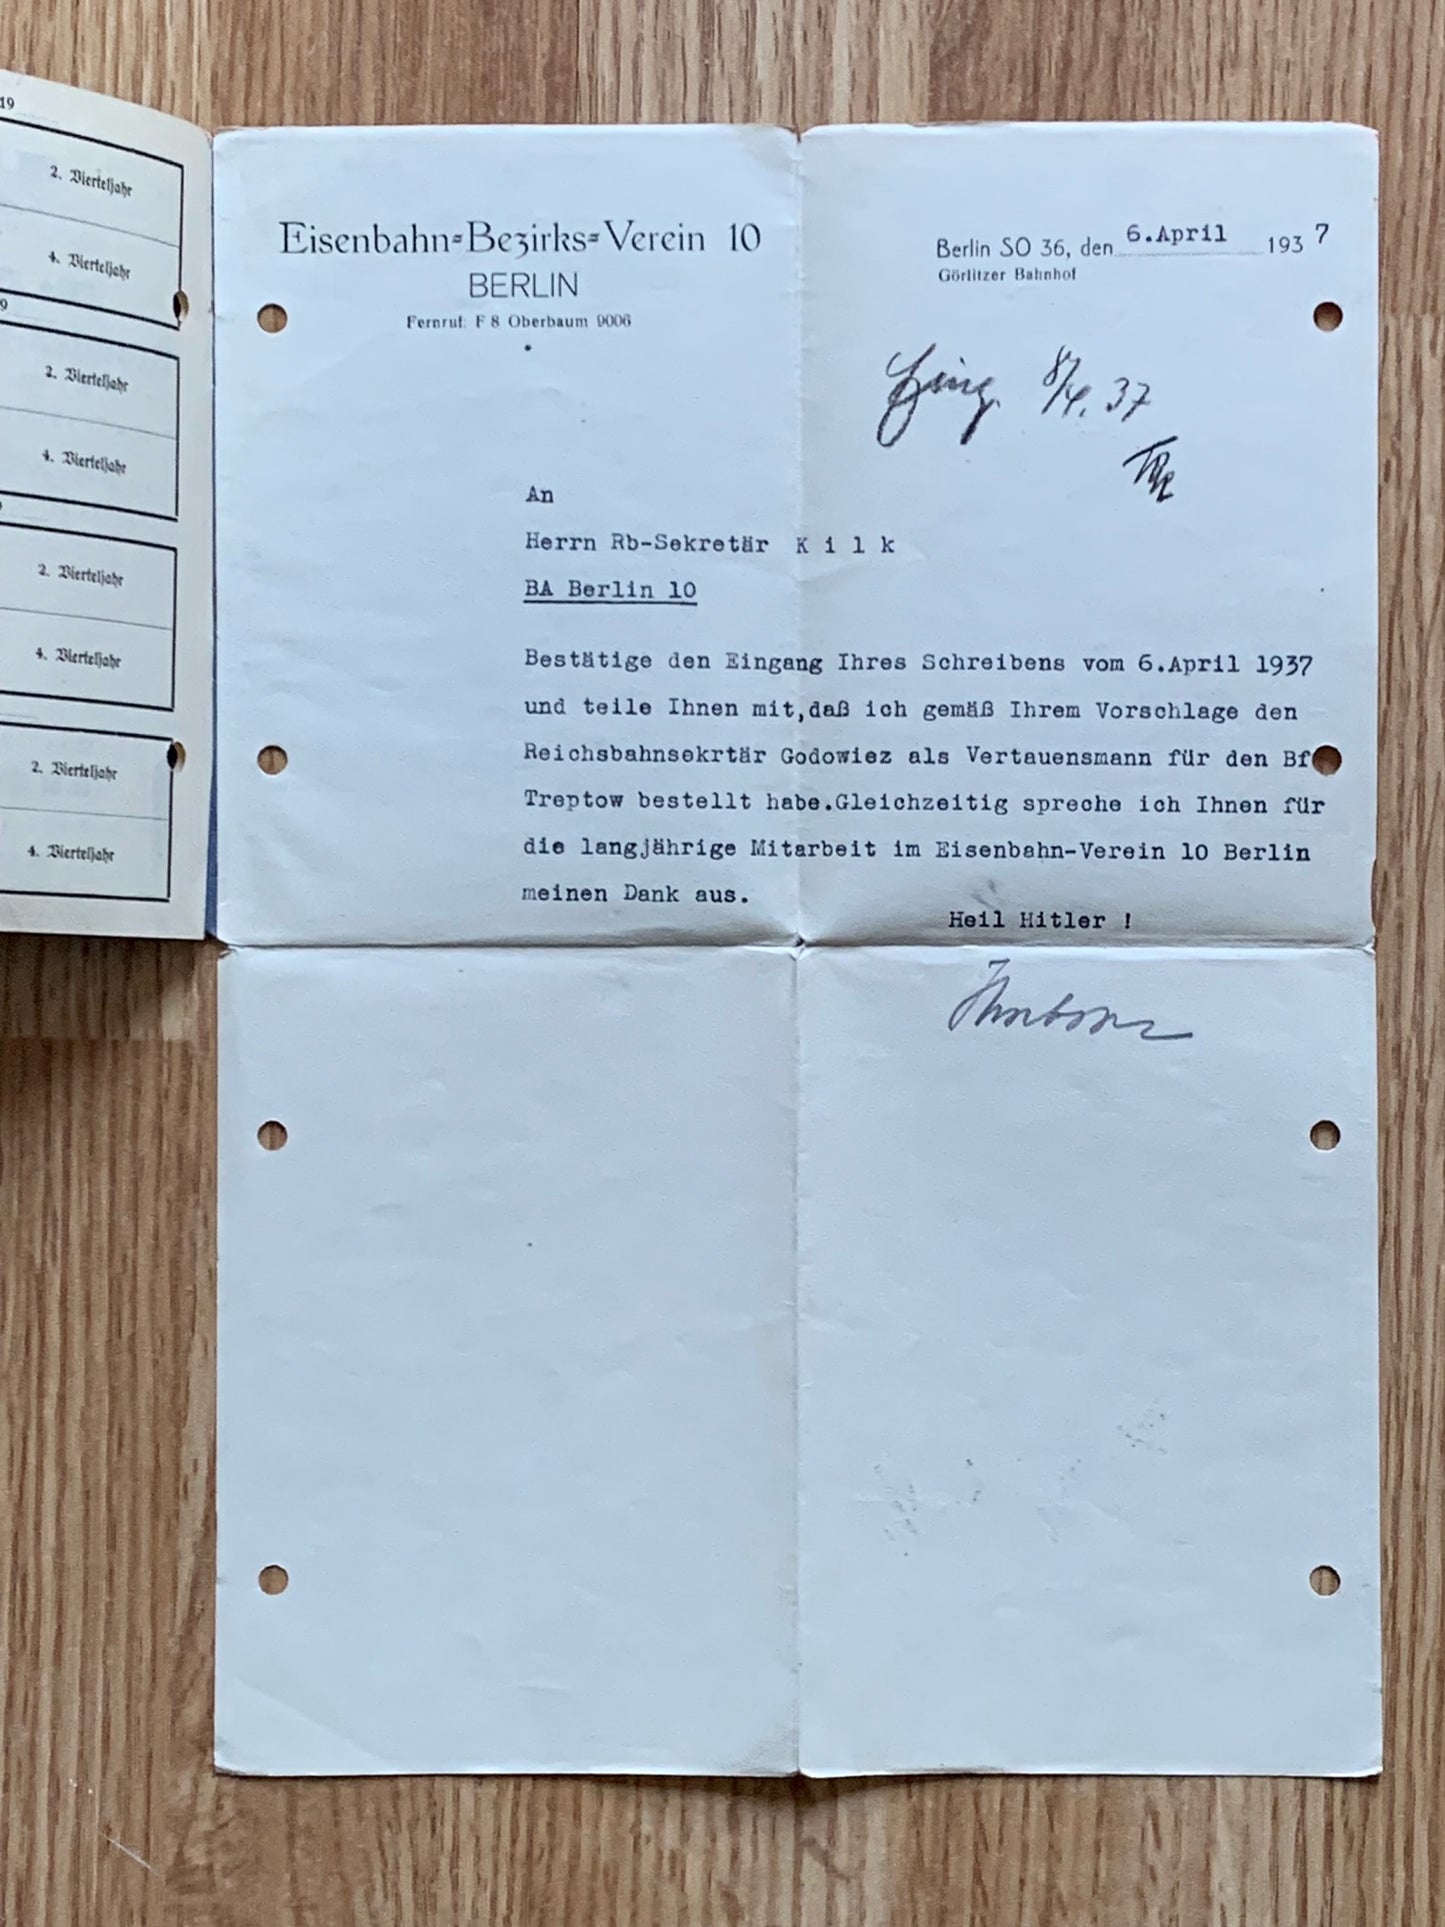 19
2. Vierteljahr
4. Vierteljahr
9
2. Vierteljahr
4. Vierteljahr
2. Vierteljahr
4. Vierteljahr
2. Vierteljahr
4. Vierteljahr
Eisenbahn-Bezirks-Verein 10
BERLIN
Fernruf: F 8 Oberbaum 9006
Berlin SO 36, den 6.April 1937
Görlitzer Bahnhof
Eing. 8/4. 37
An
Herrn Rb-Sekretär K i l k
BA Berlin 10
Bestätige den Eingang Ihres Schreibens vom 6.April 1937
und teile Ihnen mit,daß ich gemäß Ihrem Vorschlage den
Reichsbahnsekrtär Godowiez als Vertauensmann für den Bf
Treptow bestellt habe.Gleichzeitig spreche ich Ihnen für
die langjährige Mitarbeit im Eisenbahn-Verein 10 Berlin
meinen Dank aus.
Heil Hitler !